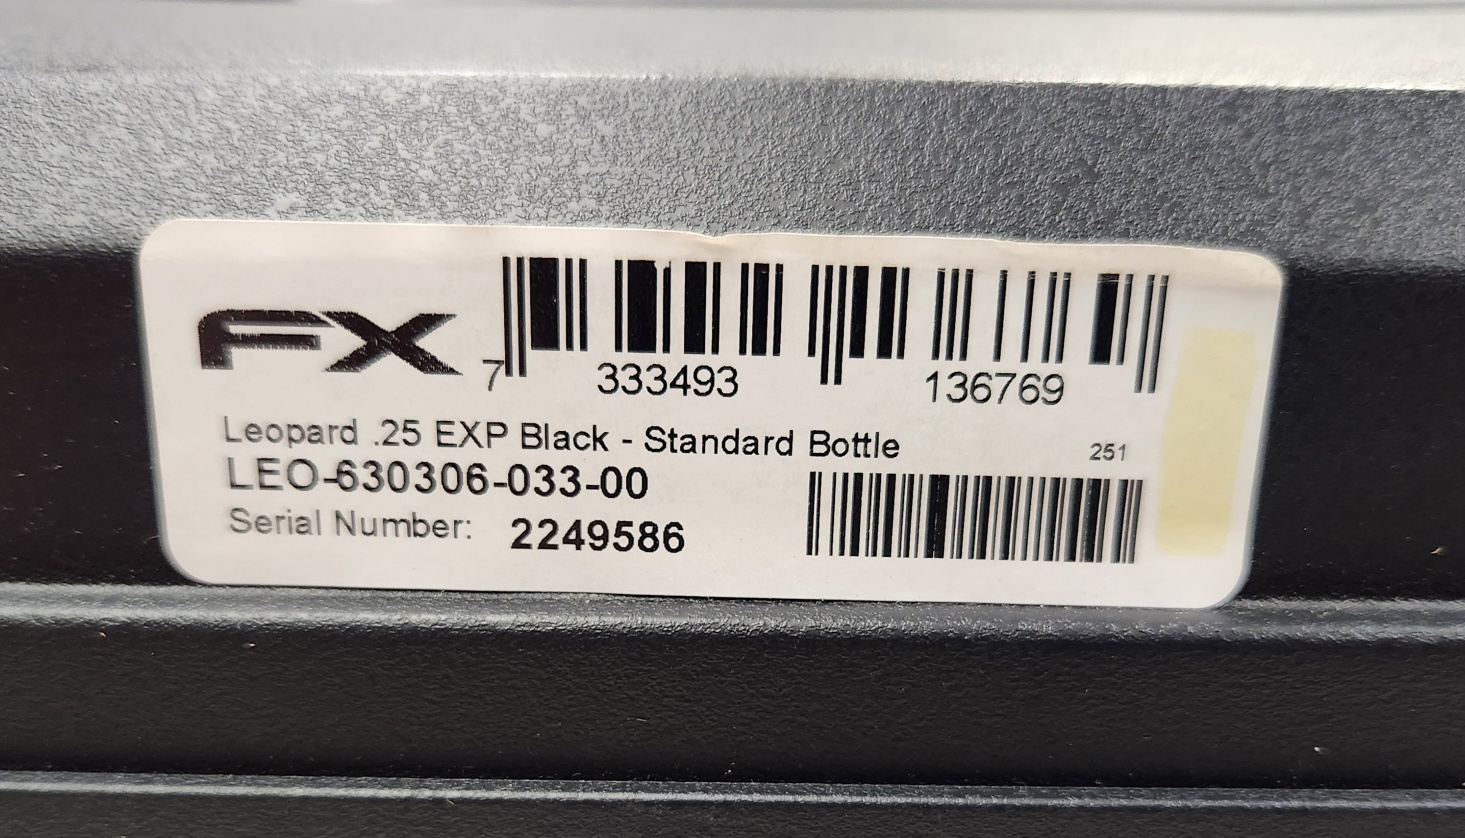 FX
7 333493 136769
Leopard .25 EXP Black - Standard Bottle 251
LEO-630306-033-00
Serial Number: 2249586